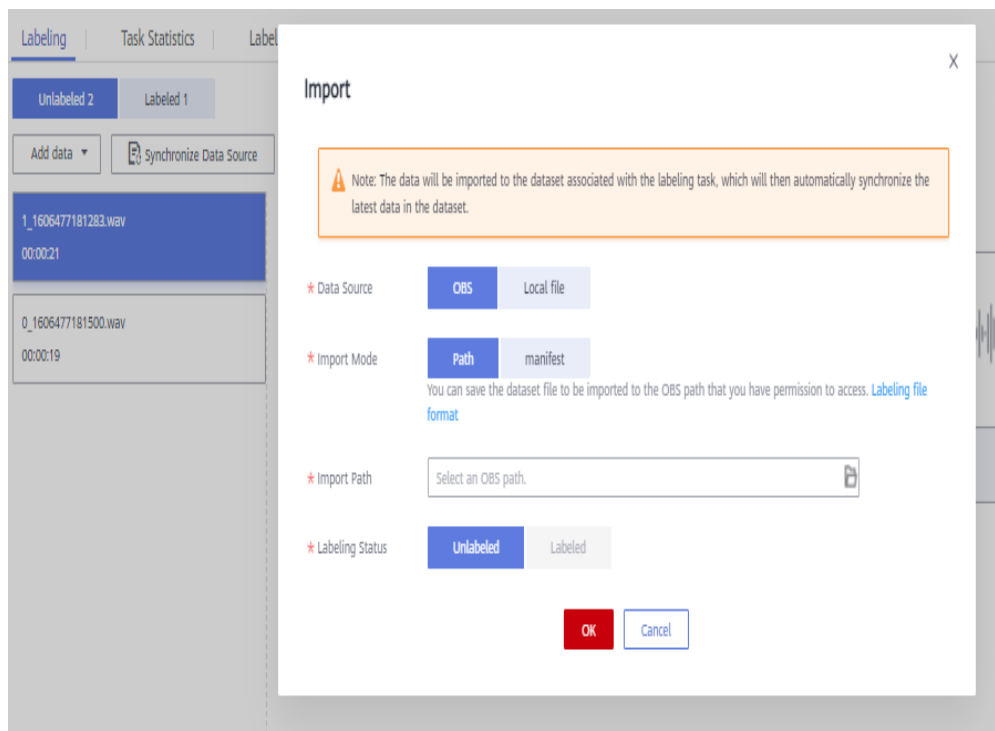 Labeling
Task Statistics
Label
Unlabeled 2
Labeled 1
Add data
Synchronize Data Source
1_1606477181283.wav
00:00:21
0_1606477181500.wav
00:00:19
X
Import
Note: The data will be imported to the dataset associated with the labeling task, which will then automatically synchronize the
latest data in the dataset.
* Data Source
OBS
Local file
* Import Mode
Path
manifest
You can save the dataset file to be imported to the OBS path that you have permission to access. Labeling file
format
* Import Path
Select an OBS path.
* Labeling Status
Unlabeled
Labeled
OK
Cancel